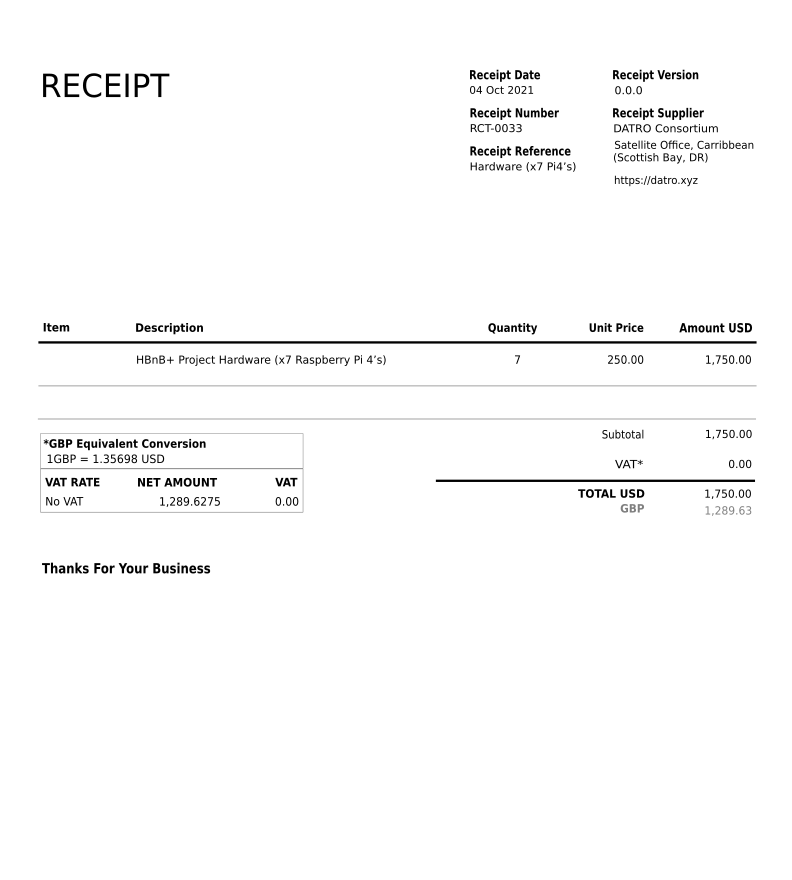 RECEIPT
Receipt Date
04 Oct 2021
Receipt Number
RCT-0033
Receipt Reference
Hardware (x7 Pi4’s)
Receipt Version
0.0.0
Receipt Supplier
DATRO Consortium
Satellite Office, Carribbean
(Scottish Bay, DR)
https://datro.xyz
Item Description Quantity Unit Price Amount USD
HBnB+ Project Hardware (x7 Raspberry Pi 4’s) 7 250.00 1,750.00
*GBP Equivalent Conversion
1GBP = 1.35698 USD
VAT RATE NET AMOUNT VAT
No VAT 1,289.6275 0.00
Subtotal 1,750.00
VAT* 0.00
TOTAL USD 1,750.00
GBP 1,289.63
Thanks For Your Business